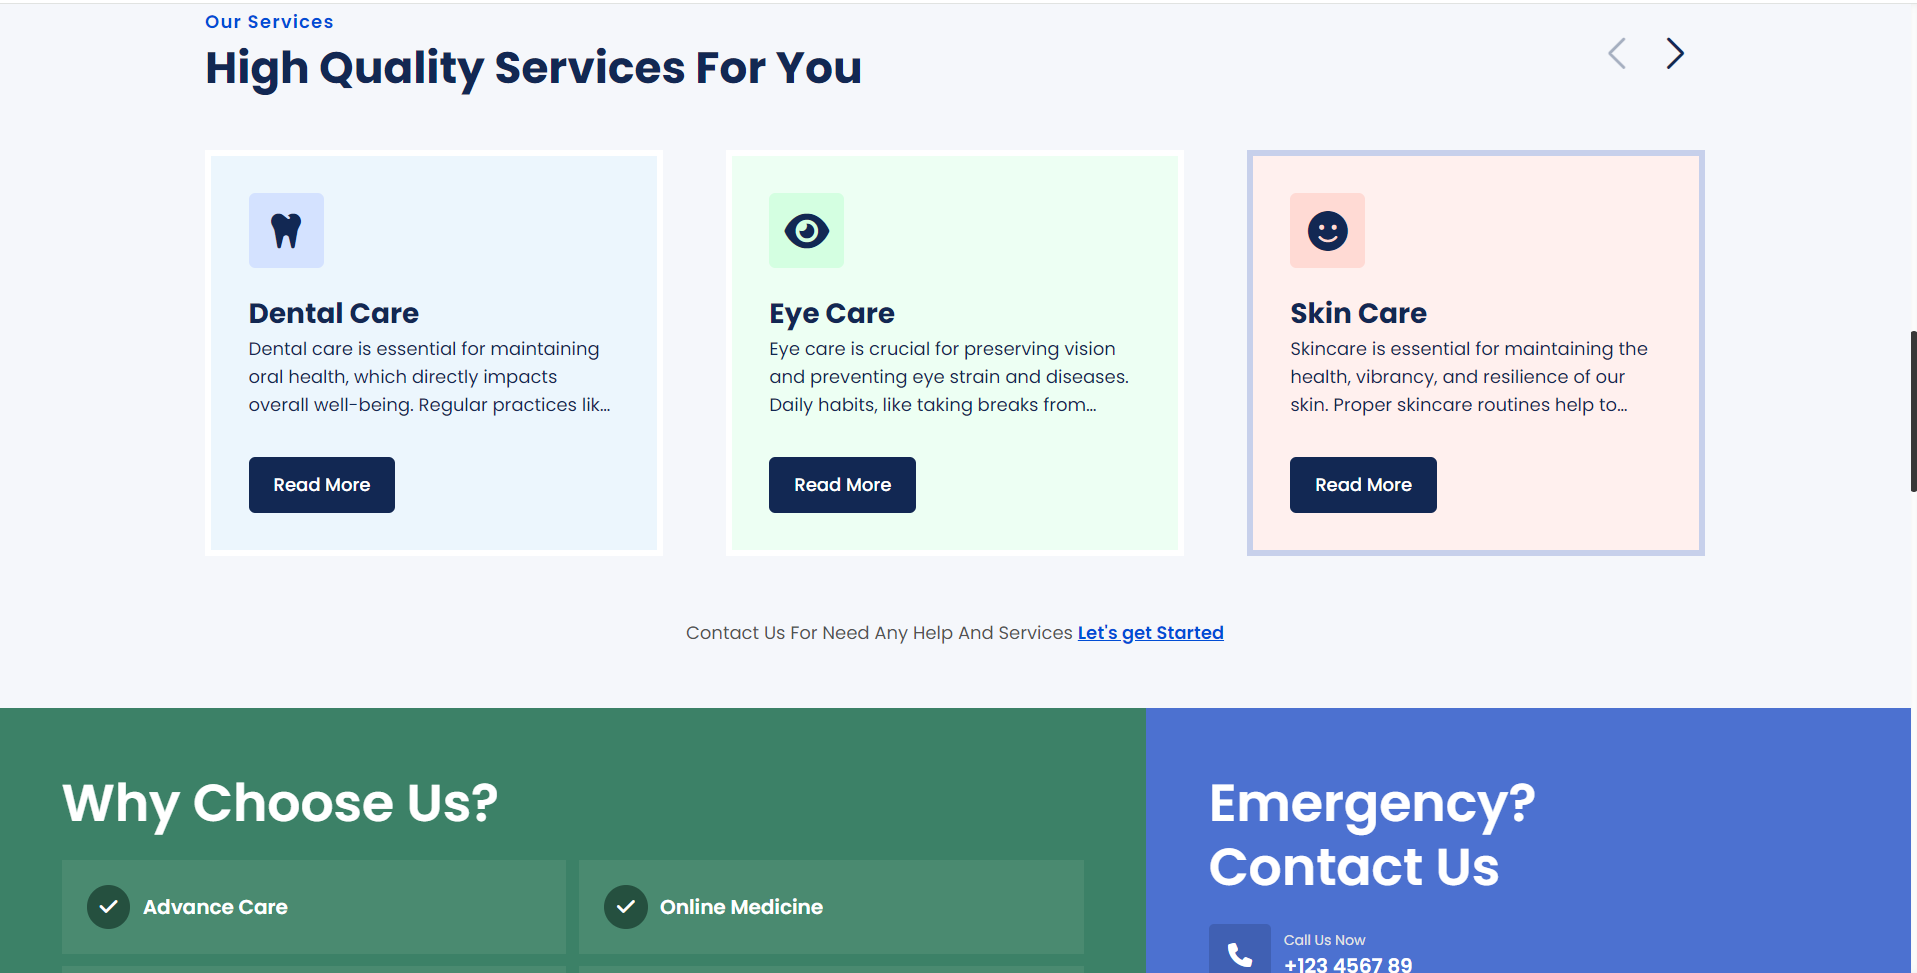 Our Services
High Quality Services For You
Dental Care
Dental care is essential for maintaining
oral health, which directly impacts
overall well-being. Regular practices lik...
Read More
Eye Care
Eye care is crucial for preserving vision
and preventing eye strain and diseases.
Daily habits, like taking breaks from...
Read More
Skin Care
Skincare is essential for maintaining the
health, vibrancy, and resilience of our
skin. Proper skincare routines help to...
Read More
Contact Us For Need Any Help And Services Let's get Started
Why Choose Us?
Advance Care
Online Medicine
Emergency?
Contact Us
Call Us Now
+123 4567 89